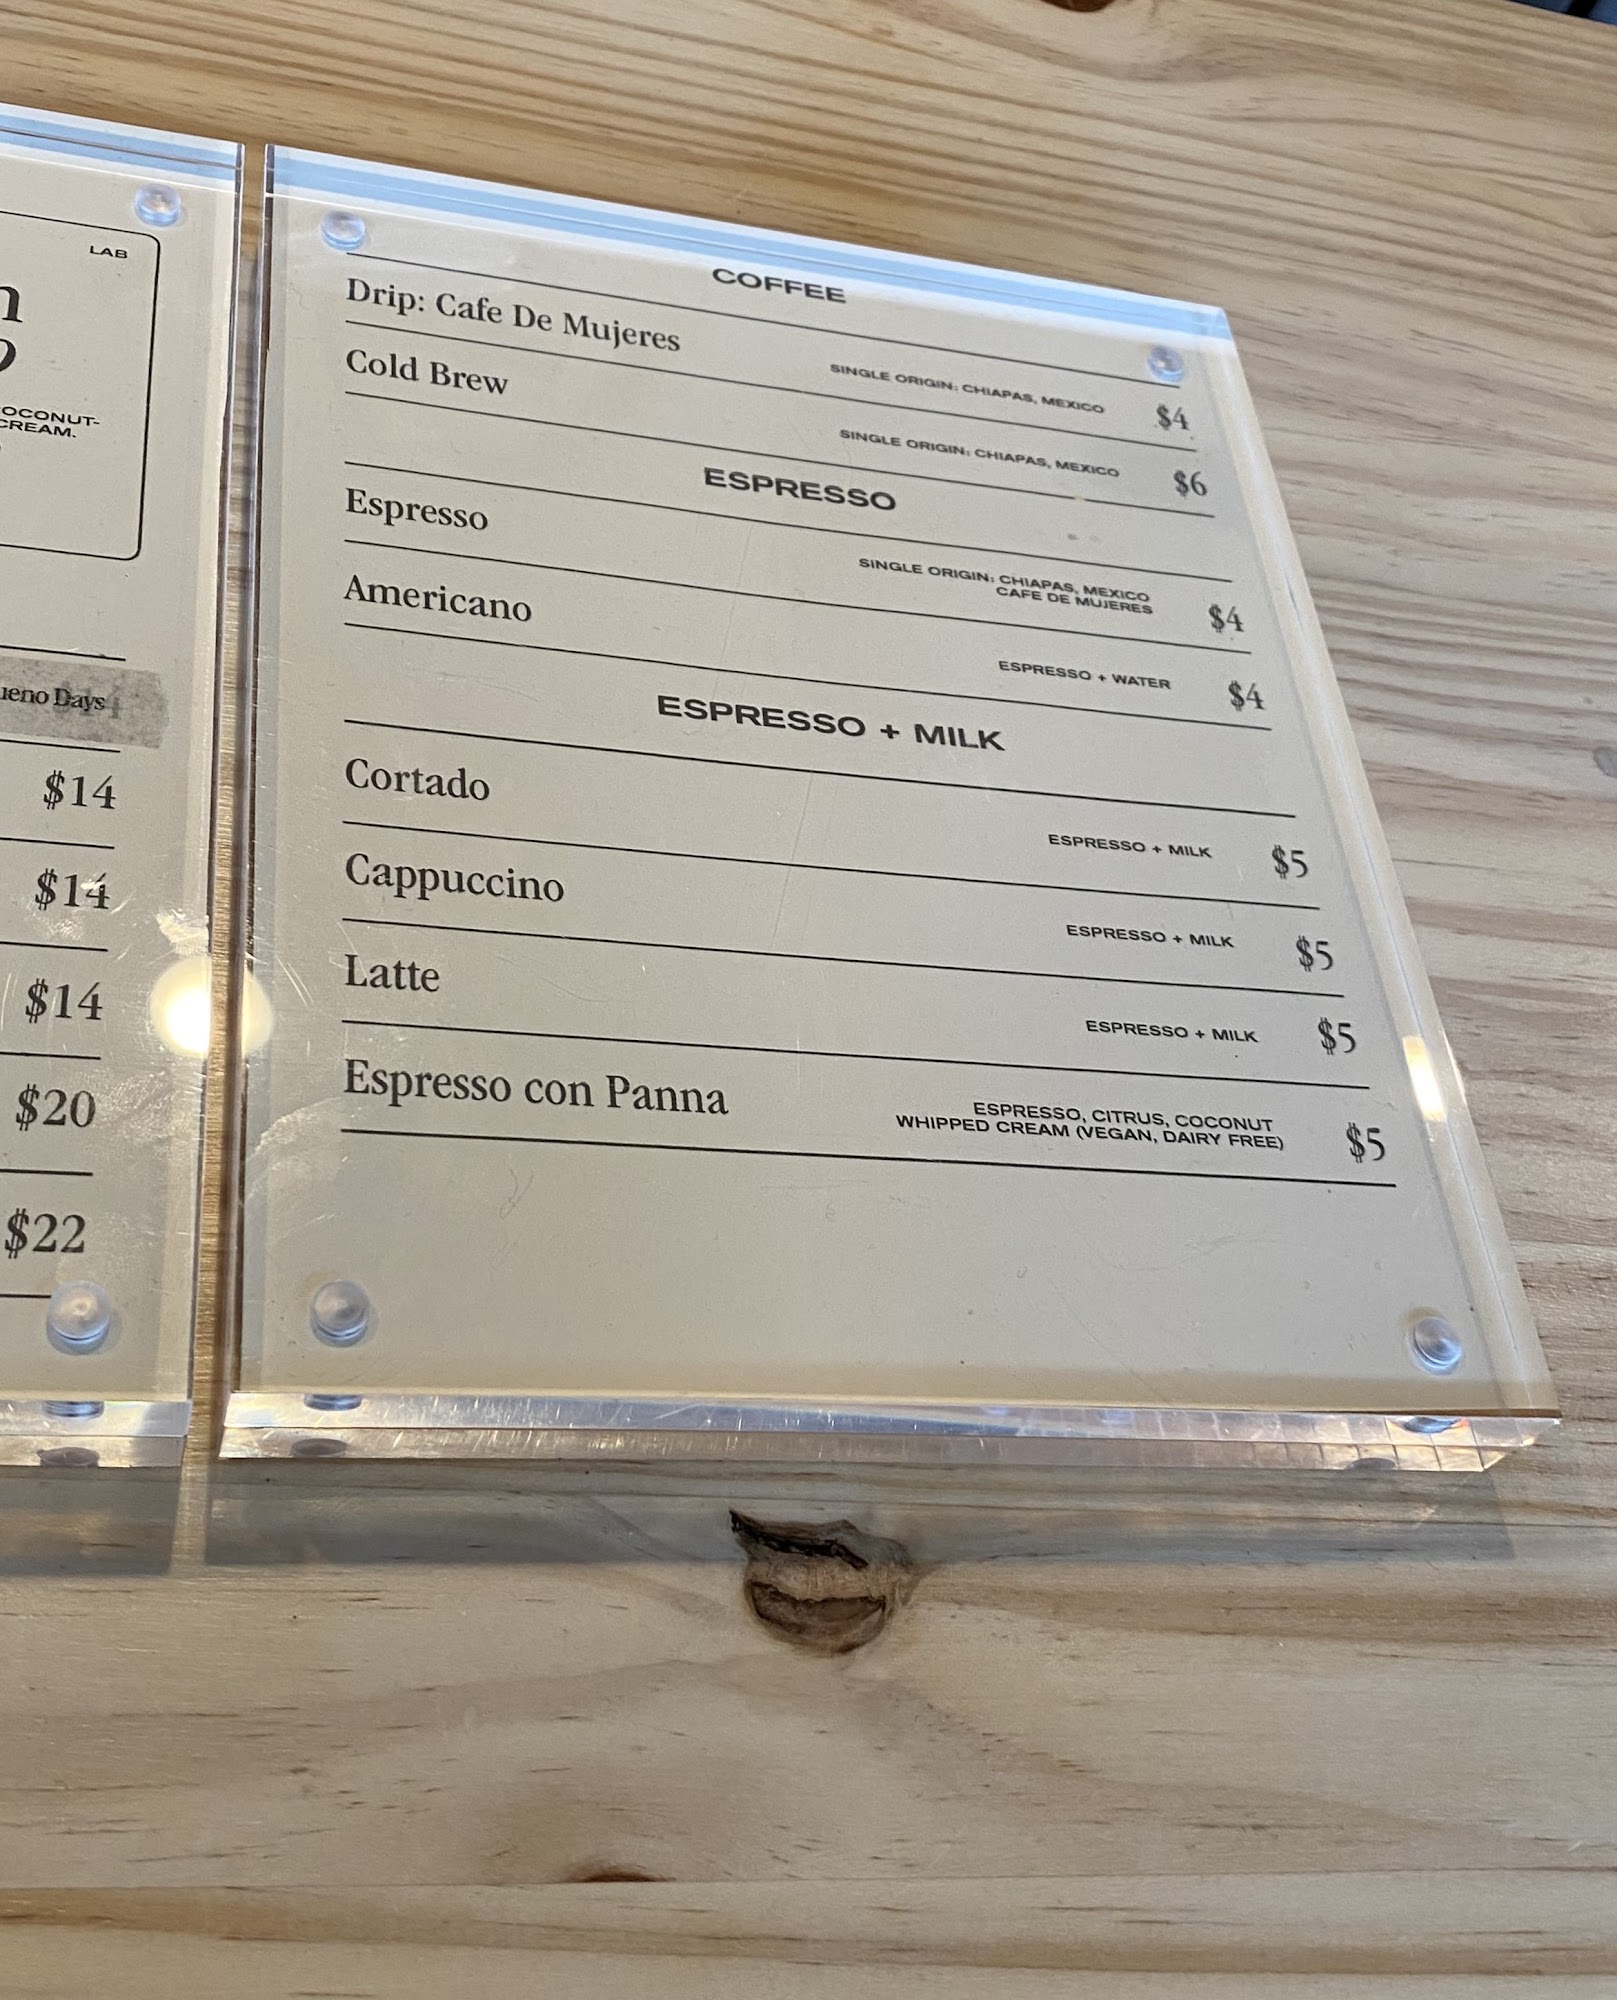 LAB
CREAM.
Days
$14
$14
$14
$20
$22
COFFEE
Drip: Cafe De Mujeres SINGLE ORIGIN: CHIAPAS, MEXICO $4
Cold Brew SINGLE ORIGIN: CHIAPAS, MEXICO $6
ESPRESSO
Espresso SINGLE ORIGIN: CHIAPAS, MEXICO
CAFE DE MUJERES $4
Americano ESPRESSO + WATER $4
ESPRESSO + MILK
Cortado ESPRESSO + MILK $5
Cappuccino ESPRESSO + MILK $5
Latte ESPRESSO + MILK $5
Espresso con Panna ESPRESSO, CITRUS, COCONUT
WHIPPED CREAM (VEGAN, DAIRY FREE) $5